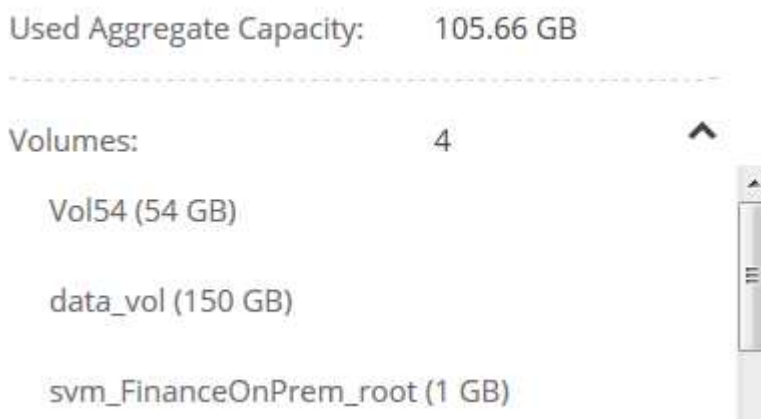 Used Aggregate Capacity: 105.66 GB
Volumes: 4
Vol54 (54 GB)
data_vol (150 GB)
svm_FinanceOnPrem_root (1 GB)